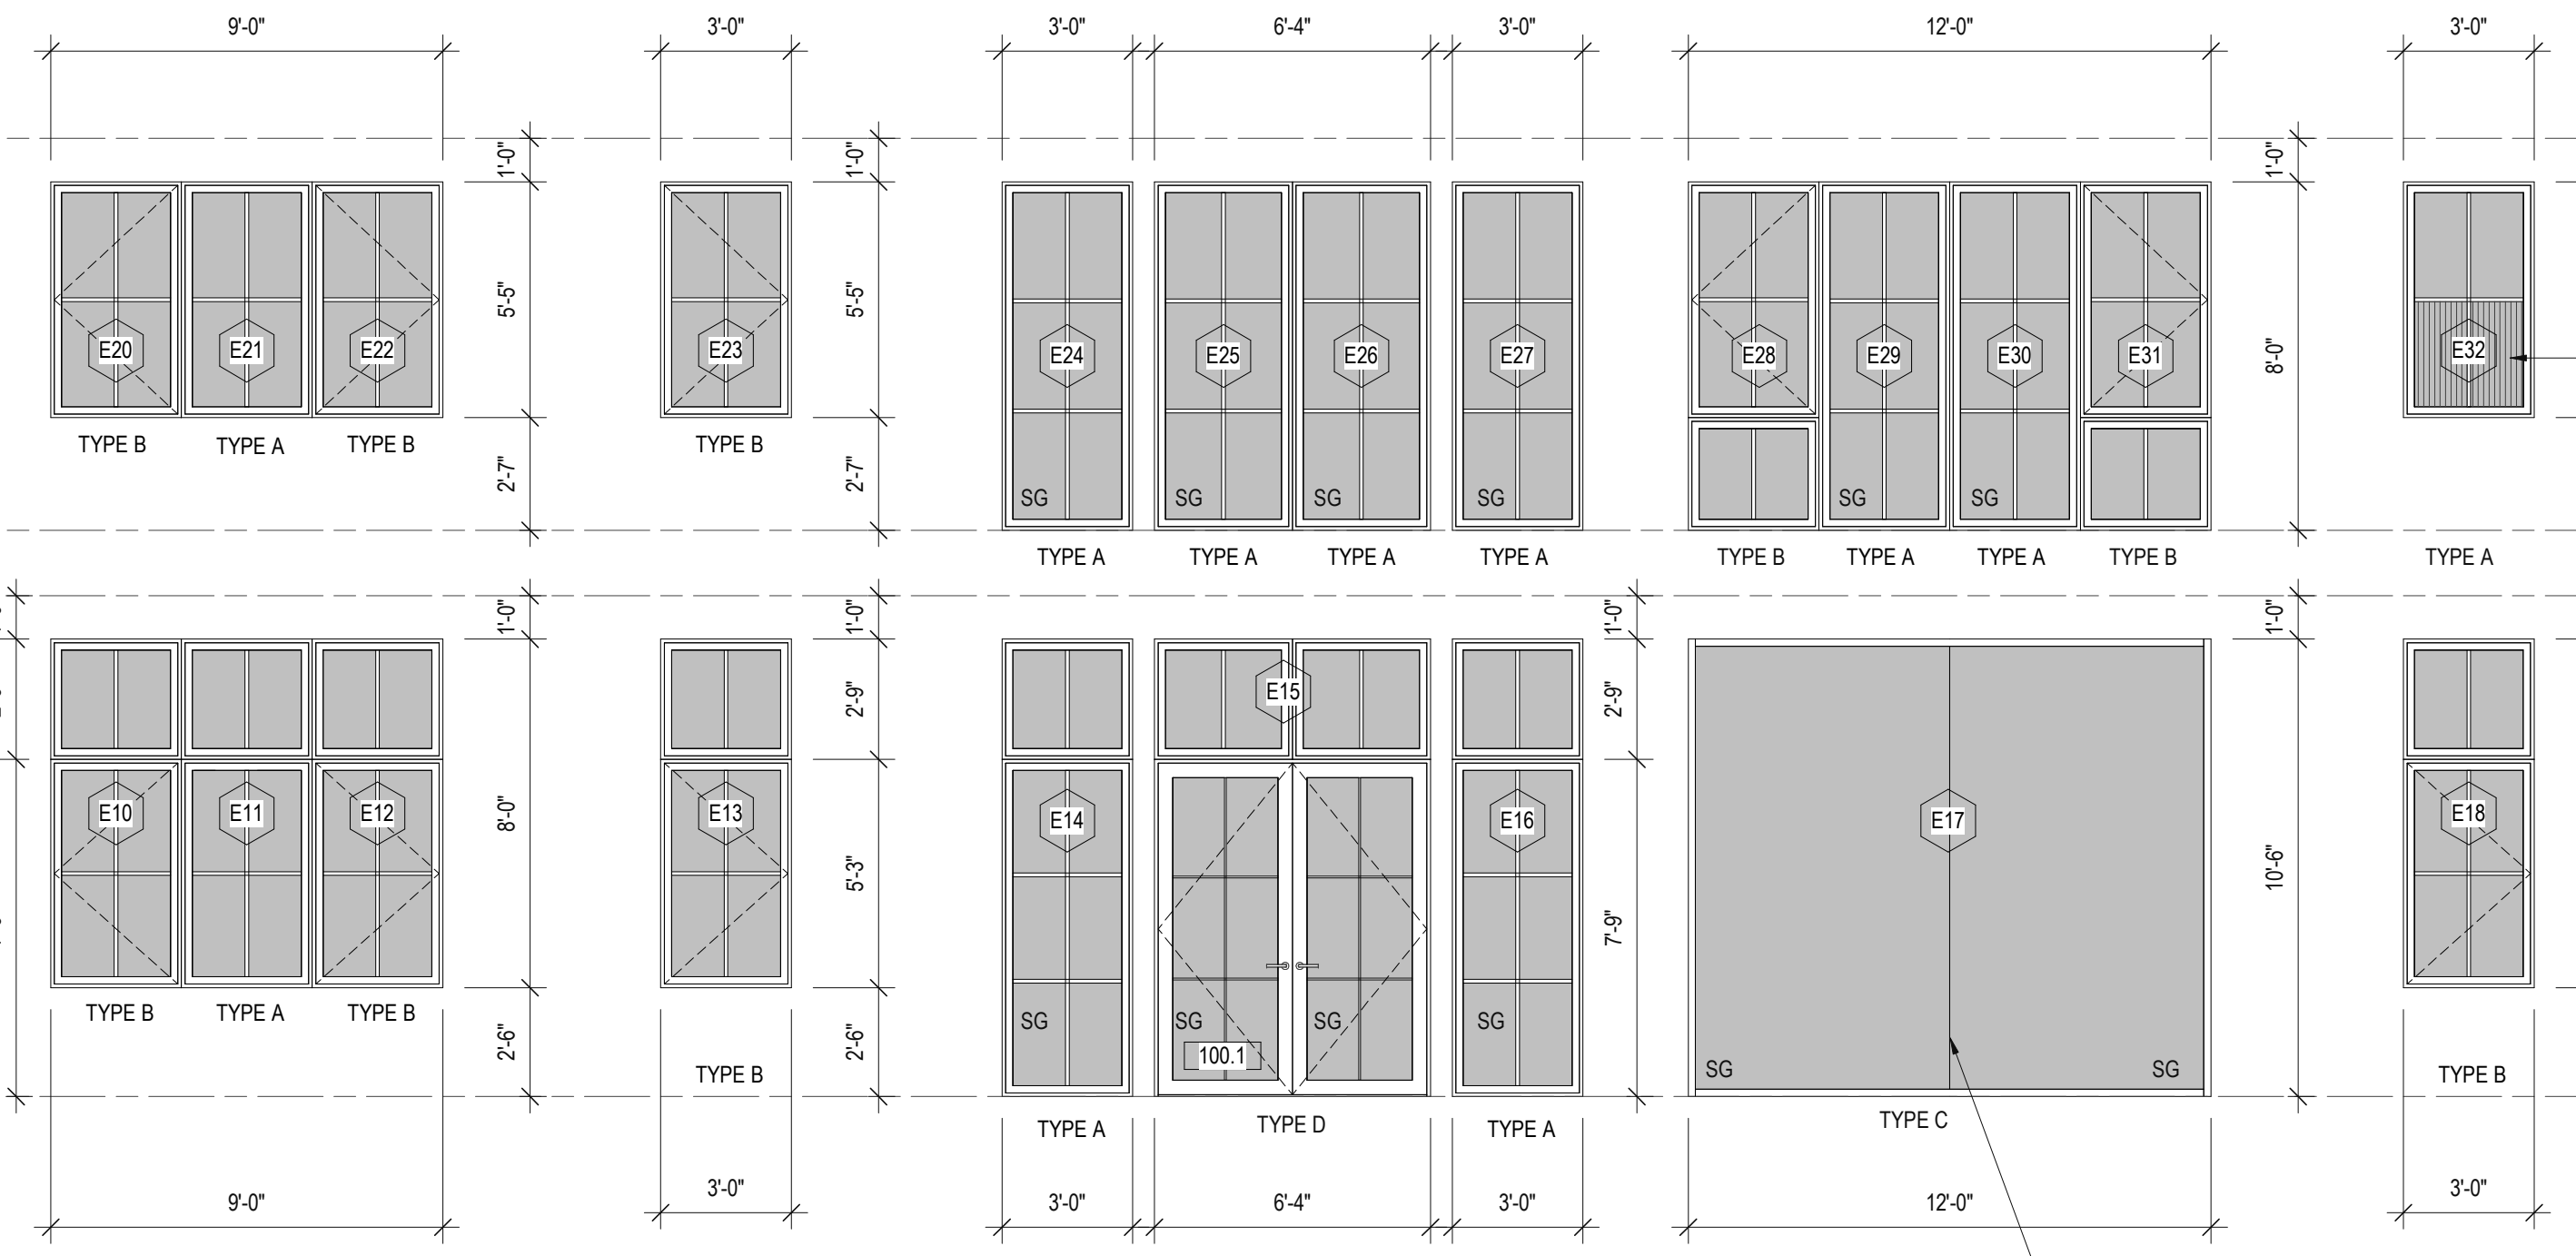 9'-0"
3'-0"
3'-0"
6'-4"
3'-0"
12'-0"
3'-0"
1'-0"
1'-0"
1'-0"
5'-5"
5'-5"
8'-0"
E20
E21
E22
E23
E24
E25
E26
E27
E28
E29
E30
E31
E32
TYPE B
TYPE A
TYPE B
TYPE B
2'-7"
2'-7"
SG
SG
SG
SG
SG
SG
TYPE A
TYPE A
TYPE A
TYPE A
TYPE B
TYPE A
TYPE A
TYPE B
TYPE A
1'-0"
1'-0"
1'-0"
1'-0"
2'-9"
E15
2'-9"
E10
E11
E12
8'-0"
E13
5'-3"
E14
E16
7'-9"
E17
10'-6"
E18
TYPE B
TYPE A
TYPE B
2'-6"
2'-6"
SG
SG
SG
SG
100.1
SG
SG
TYPE B
TYPE B
TYPE A
TYPE D
TYPE A
TYPE C
9'-0"
3'-0"
3'-0"
6'-4"
3'-0"
12'-0"
3'-0"